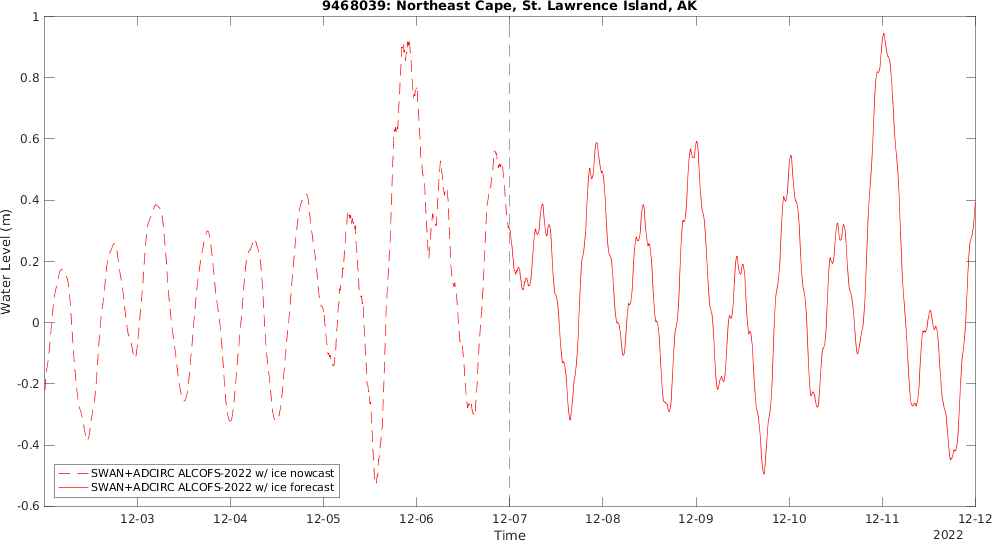 9468039: Northeast Cape, St. Lawrence Island, AK
1
0.8
0.6
0.4
0.2
0
-0.2
-0.4
-0.6
Water Level (m)
SWAN+ADCIRC ALCOFS-2022 w/ ice nowcast
SWAN+ADCIRC ALCOFS-2022 w/ ice forecast
12-03 12-04 12-05 12-06 12-07 12-08 12-09 12-10 12-11 12-12
Time
2022